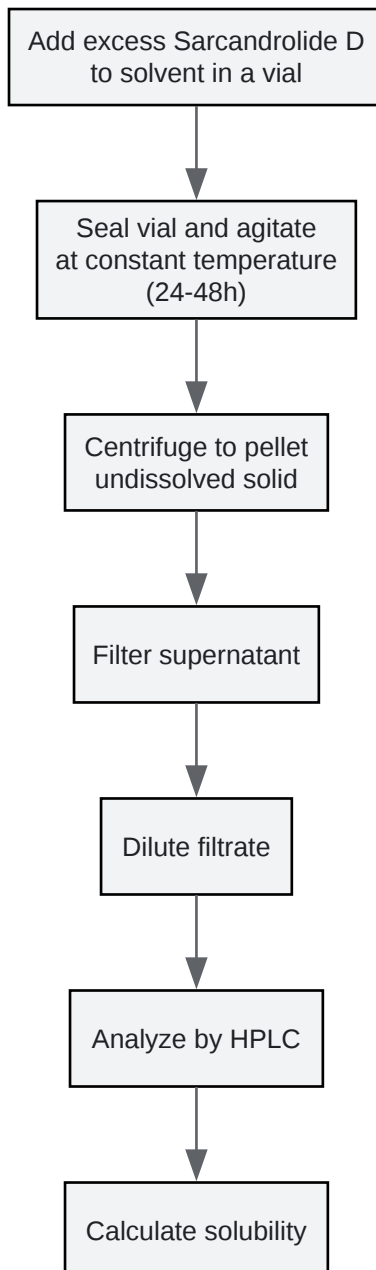 Add excess Sarcandrolide D
to solvent in a vial
Seal vial and agitate
at constant temperature
(24-48h)
Centrifuge to pellet
undissolved solid
Filter supernatant
Dilute filtrate
Analyze by HPLC
Calculate solubility